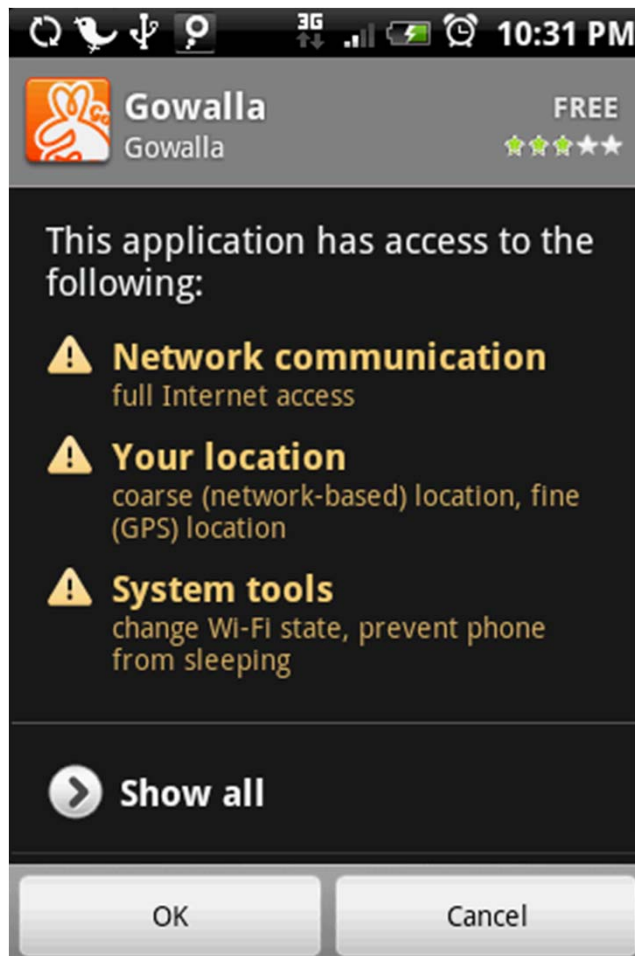 3G 10:31 PM
Gowalla FREE
Gowalla
This application has access to the
following:
Network communication
full Internet access
Your location
coarse (network-based) location, fine
(GPS) location
System tools
change Wi-Fi state, prevent phone
from sleeping
Show all
OK Cancel